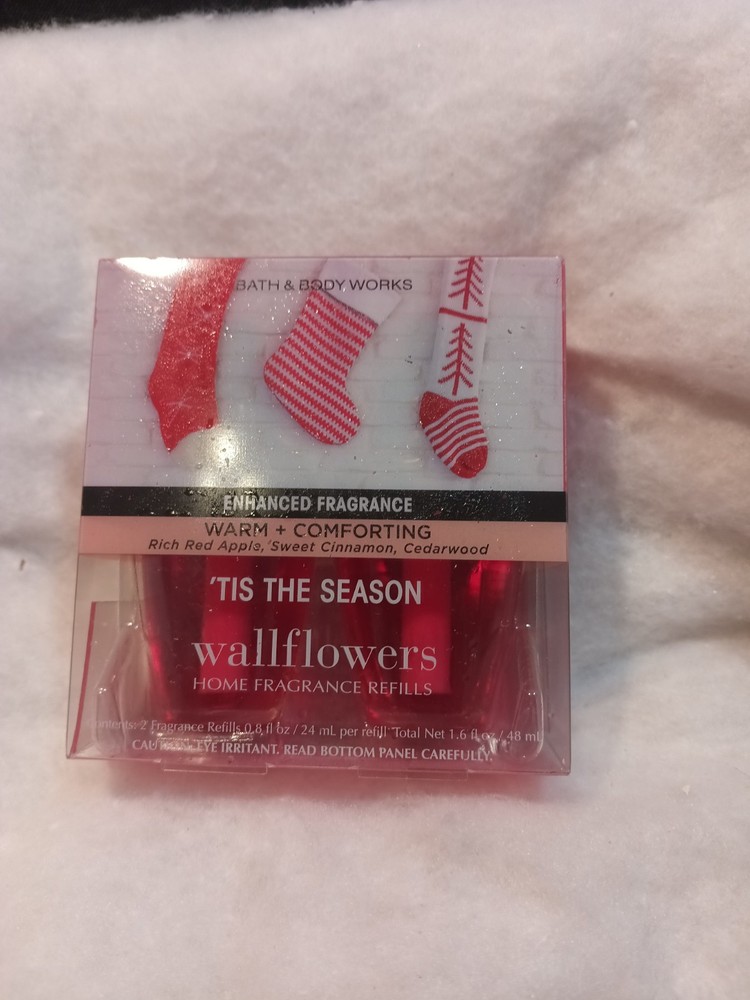 BATH & BODY WORKS
ENHANCED FRAGRANCE
WARM + COMFORTING
Rich Red Apple, Sweet Cinnamon, Cedarwood
'TIS THE SEASON
wallflowers
HOME FRAGRANCE REFILLS
Contents: 2 Fragrance Refills 0.8 fl oz / 24 mL per refill Total Net 1.6 fl oz / 48 mL
CAUTION: EYE IRRITANT. READ BOTTOM PANEL CAREFULLY.